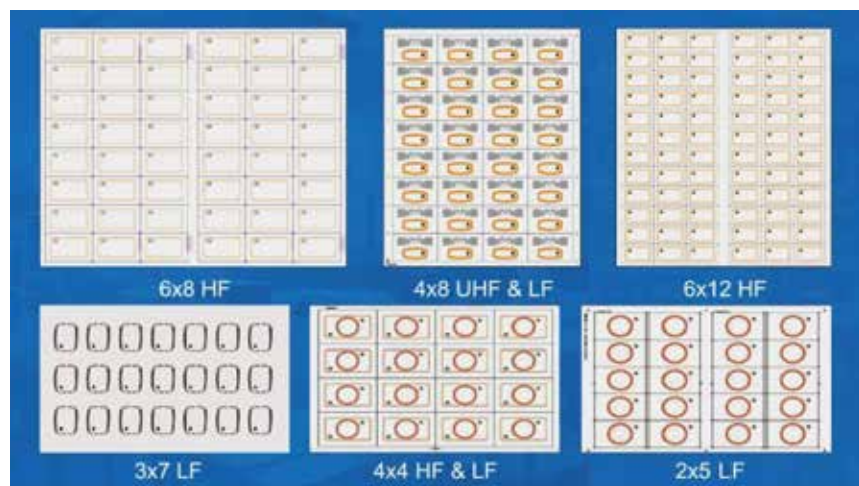 6x8 HF
4x8 UHF & LF
6x12 HF
3x7 LF
4x4 HF & LF
2x5 LF